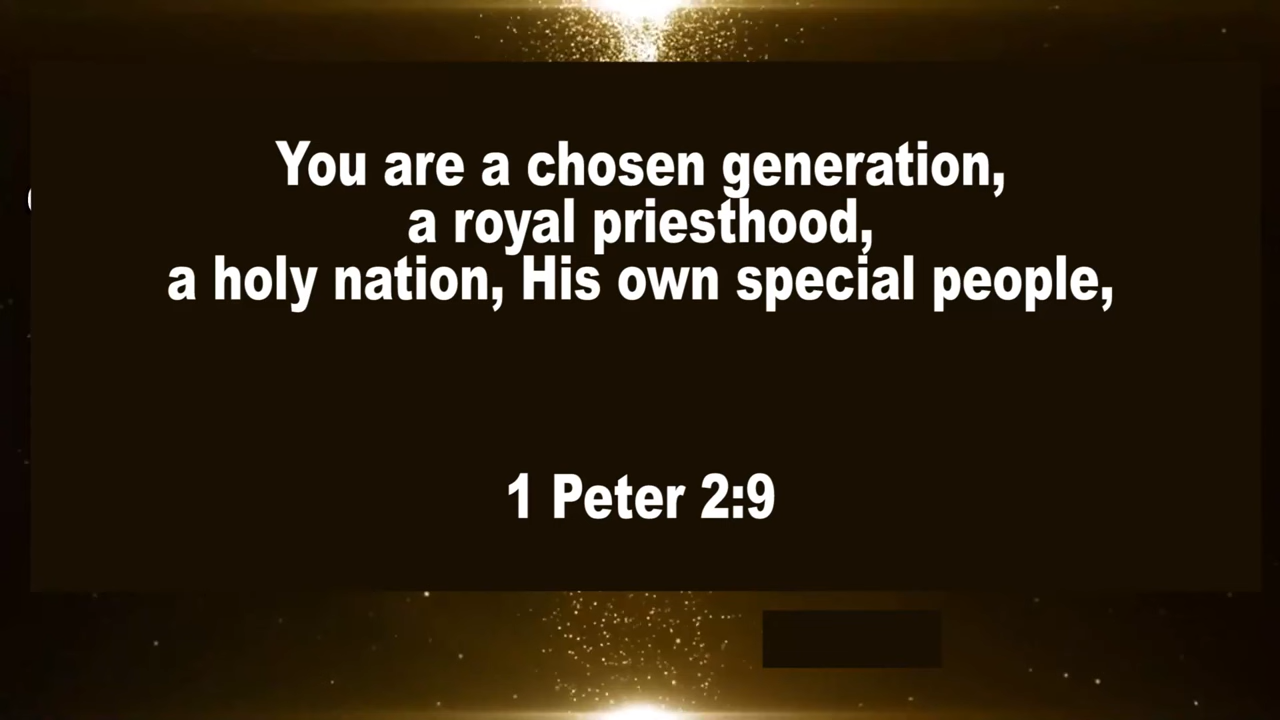 You are a chosen generation,
a royal priesthood,
a holy nation, His own special people,
1 Peter 2:9